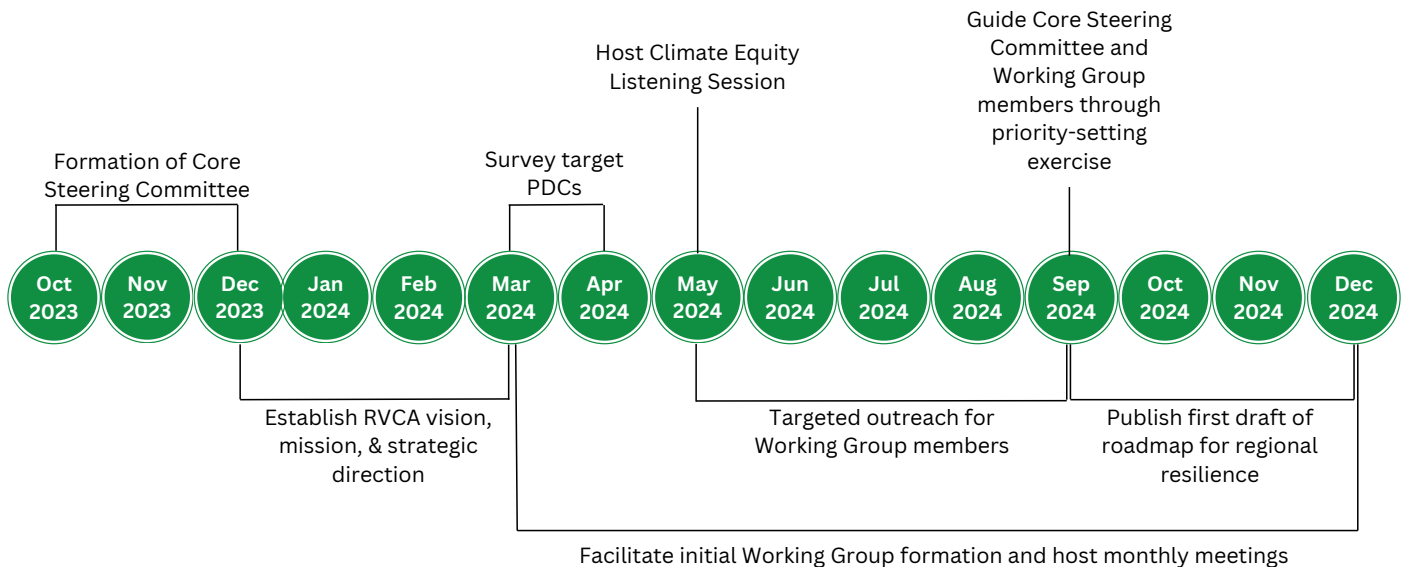 Guide Core Steering
Committee and
Working Group
members through
priority-setting
exercise
Host Climate Equity
Listening Session
Formation of Core
Steering Committee
Survey target
PDCs
Oct
2023
Nov
2023
Dec
2023
Jan
2024
Feb
2024
Mar
2024
Apr
2024
May
2024
Jun
2024
Jul
2024
Aug
2024
Sep
2024
Oct
2024
Nov
2024
Dec
2024
Establish RVCA vision,
mission, & strategic
direction
Targeted outreach for
Working Group members
Publish first draft of
roadmap for regional
resilience
Facilitate initial Working Group formation and host monthly meetings